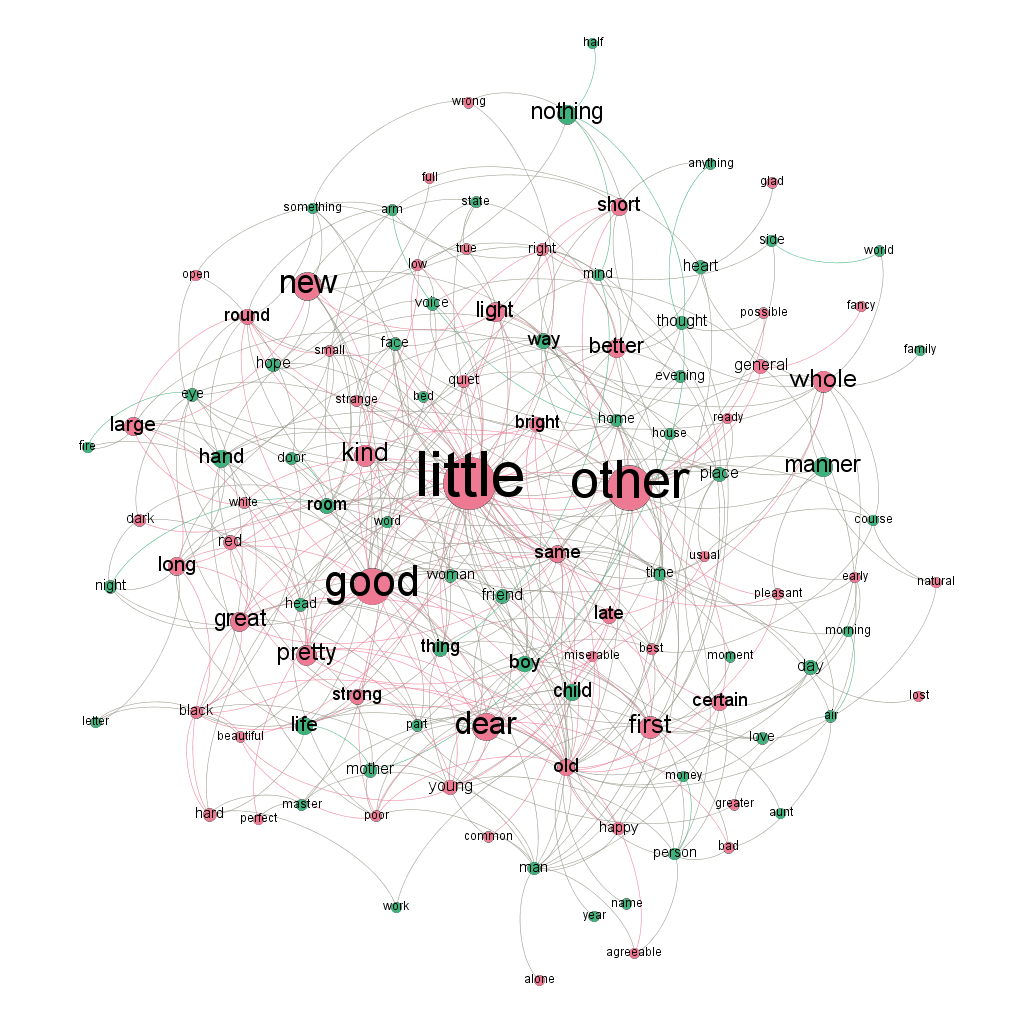 half
wrong
nothing
anything
full
glad
something
arm
state
short
side
true
right
world
open
low
mind
heart
new
voice
light
possible
fancy
round
thought
small
hope
face
way
better
family
quiet
evening
general
whole
eye
strange
bed
large
bright
home
ready
fire
house
hand
door
kind
little
other
place
manner
white
room
dark
red
word
course
long
same
usual
night
good
woman
time
early
natural
head
friend
pleasant
great
late
pretty
thing
boy
miserable
best
moment
morning
day
strong
child
certain
lost
black
letter
beautiful
life
part
dear
first
love
air
mother
old
money
young
hard
perfect
master
poor
greater
aunt
common
happy
man
person
bad
work
name
year
agreeable
alone